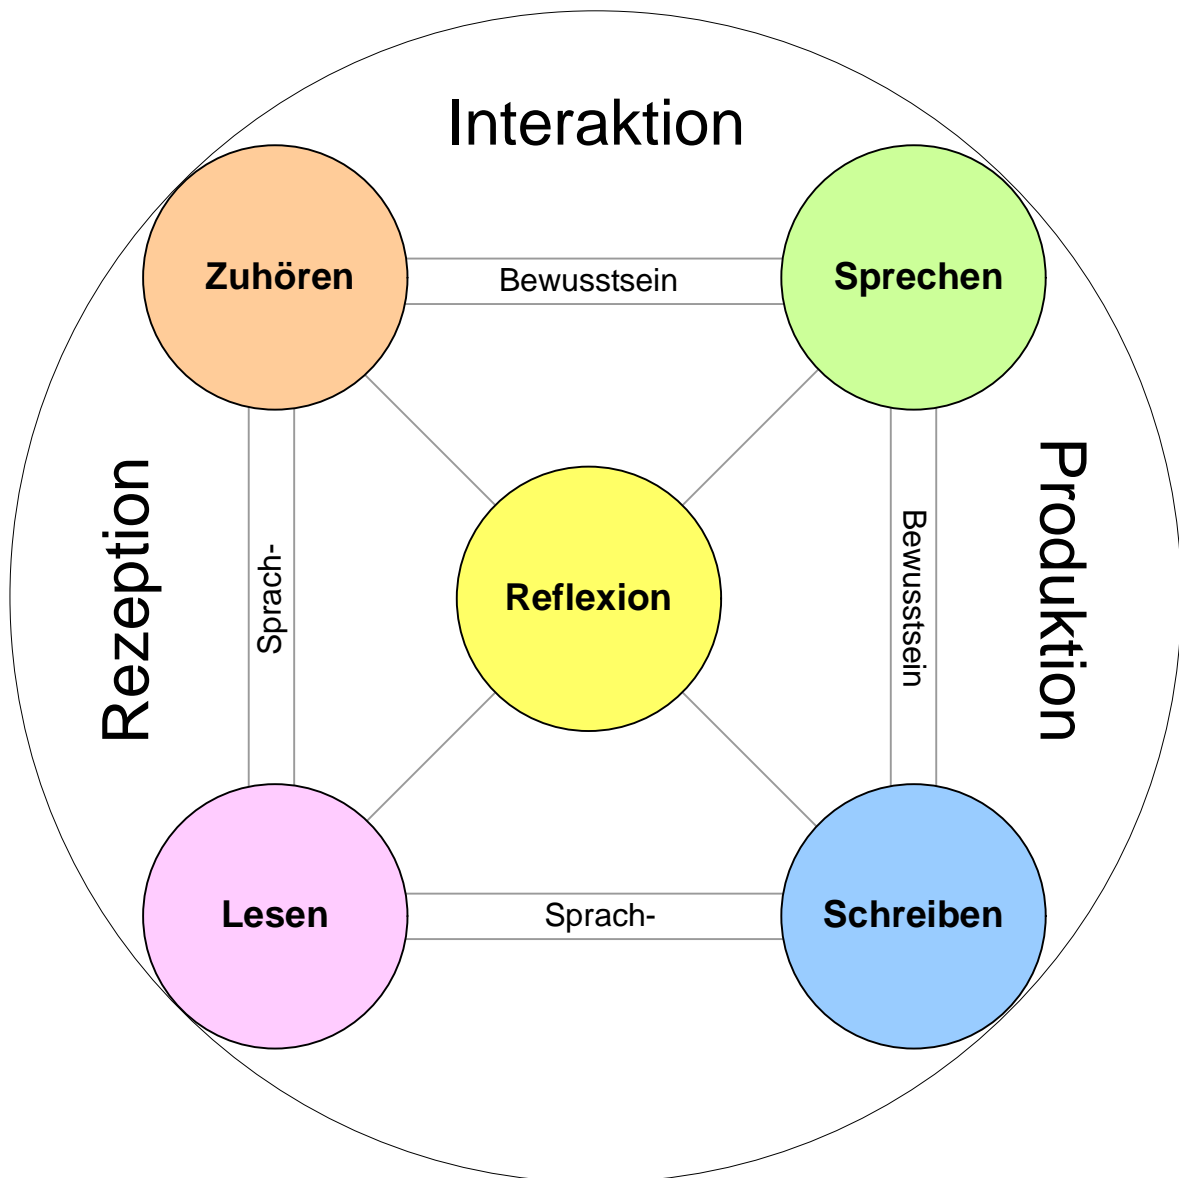 Interaktion
Zuhören
Bewusstsein
Sprechen
Rezeption
Sprach-
Reflexion
Bewusstsein
Produktion
Lesen
Sprach-
Schreiben